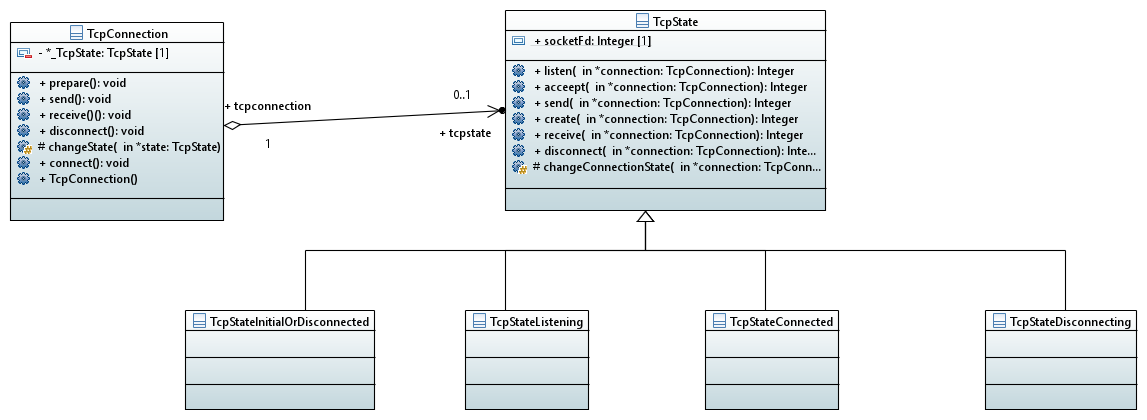 TcpConnection
- *_TcpState: TcpState [1]
+ prepare(): void
+ send(): void
+ receive()(): void
+ disconnect(): void
# changeState(  in *state: TcpState)
+ connect(): void
+ TcpConnection()
+ tcpconnection
1
0..1
+ tcpstate
TcpState
+ socketFd: Integer [1]
+ listen(  in *connection: TcpConnection): Integer
+ acceept(  in *connection: TcpConnection): Integer
+ send(  in *connection: TcpConnection): Integer
+ create(  in *connection: TcpConnection): Integer
+ receive(  in *connection: TcpConnection): Integer
+ disconnect(  in *connection: TcpConnection): Inte...
# changeConnectionState(  in *connection: TcpConn...
TcpStateInitialOrDisconnected
TcpStateListening
TcpStateConnected
TcpStateDisconnecting